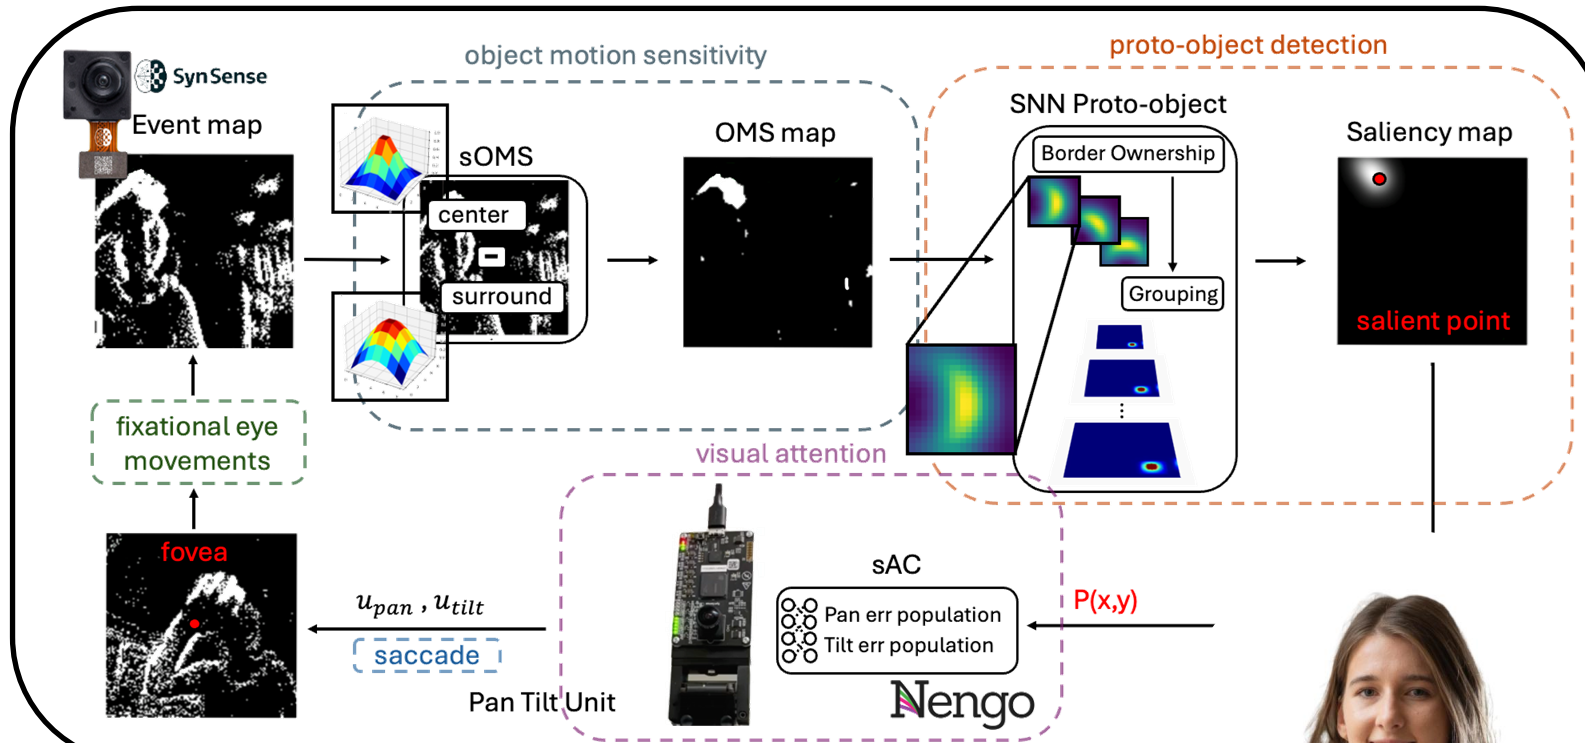 object motion sensitivity
proto-object detection
SynSense
Event map
sOMS
OMS map
SNN Proto-object
Saliency map
center
-
surround
Border Ownership
Grouping
salient point
fixational eye
movements
visual attention
fovea
u_pan , u_tilt
saccade
Pan Tilt Unit
sAC
Pan err population
Tilt err population
Nengo
P(x,y)